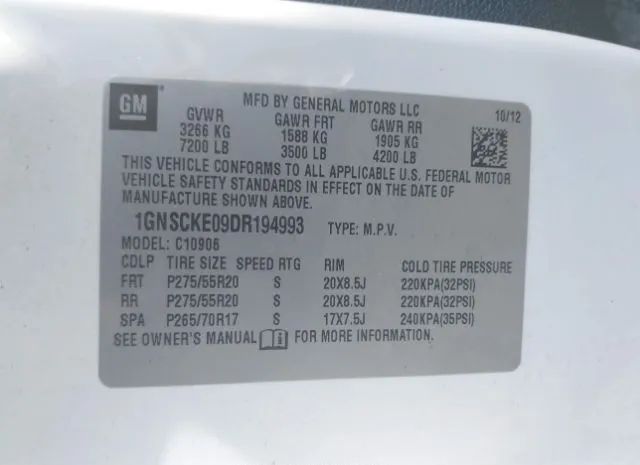 GM
MFD BY GENERAL MOTORS LLC 10/12
GVWR GAWR FRT GAWR RR
3266 KG 1588 KG 1905 KG
7200 LB 3500 LB 4200 LB
THIS VEHICLE CONFORMS TO ALL APPLICABLE U.S. FEDERAL MOTOR
VEHICLE SAFETY STANDARDS IN EFFECT ON THE DATE OF
MANUFACTURE SHOWN ABOVE.
1GNSCKE09DR194993 TYPE: M.P.V.
MODEL: C10906
CDLP TIRE SIZE SPEED RTG RIM COLD TIRE PRESSURE
FRT P275/55R20 S 20X8.5J 220KPA(32PSI)
RR P275/55R20 S 20X8.5J 220KPA(32PSI)
SPA P265/70R17 S 17X7.5J 240KPA(35PSI)
SEE OWNER'S MANUAL FOR MORE INFORMATION.